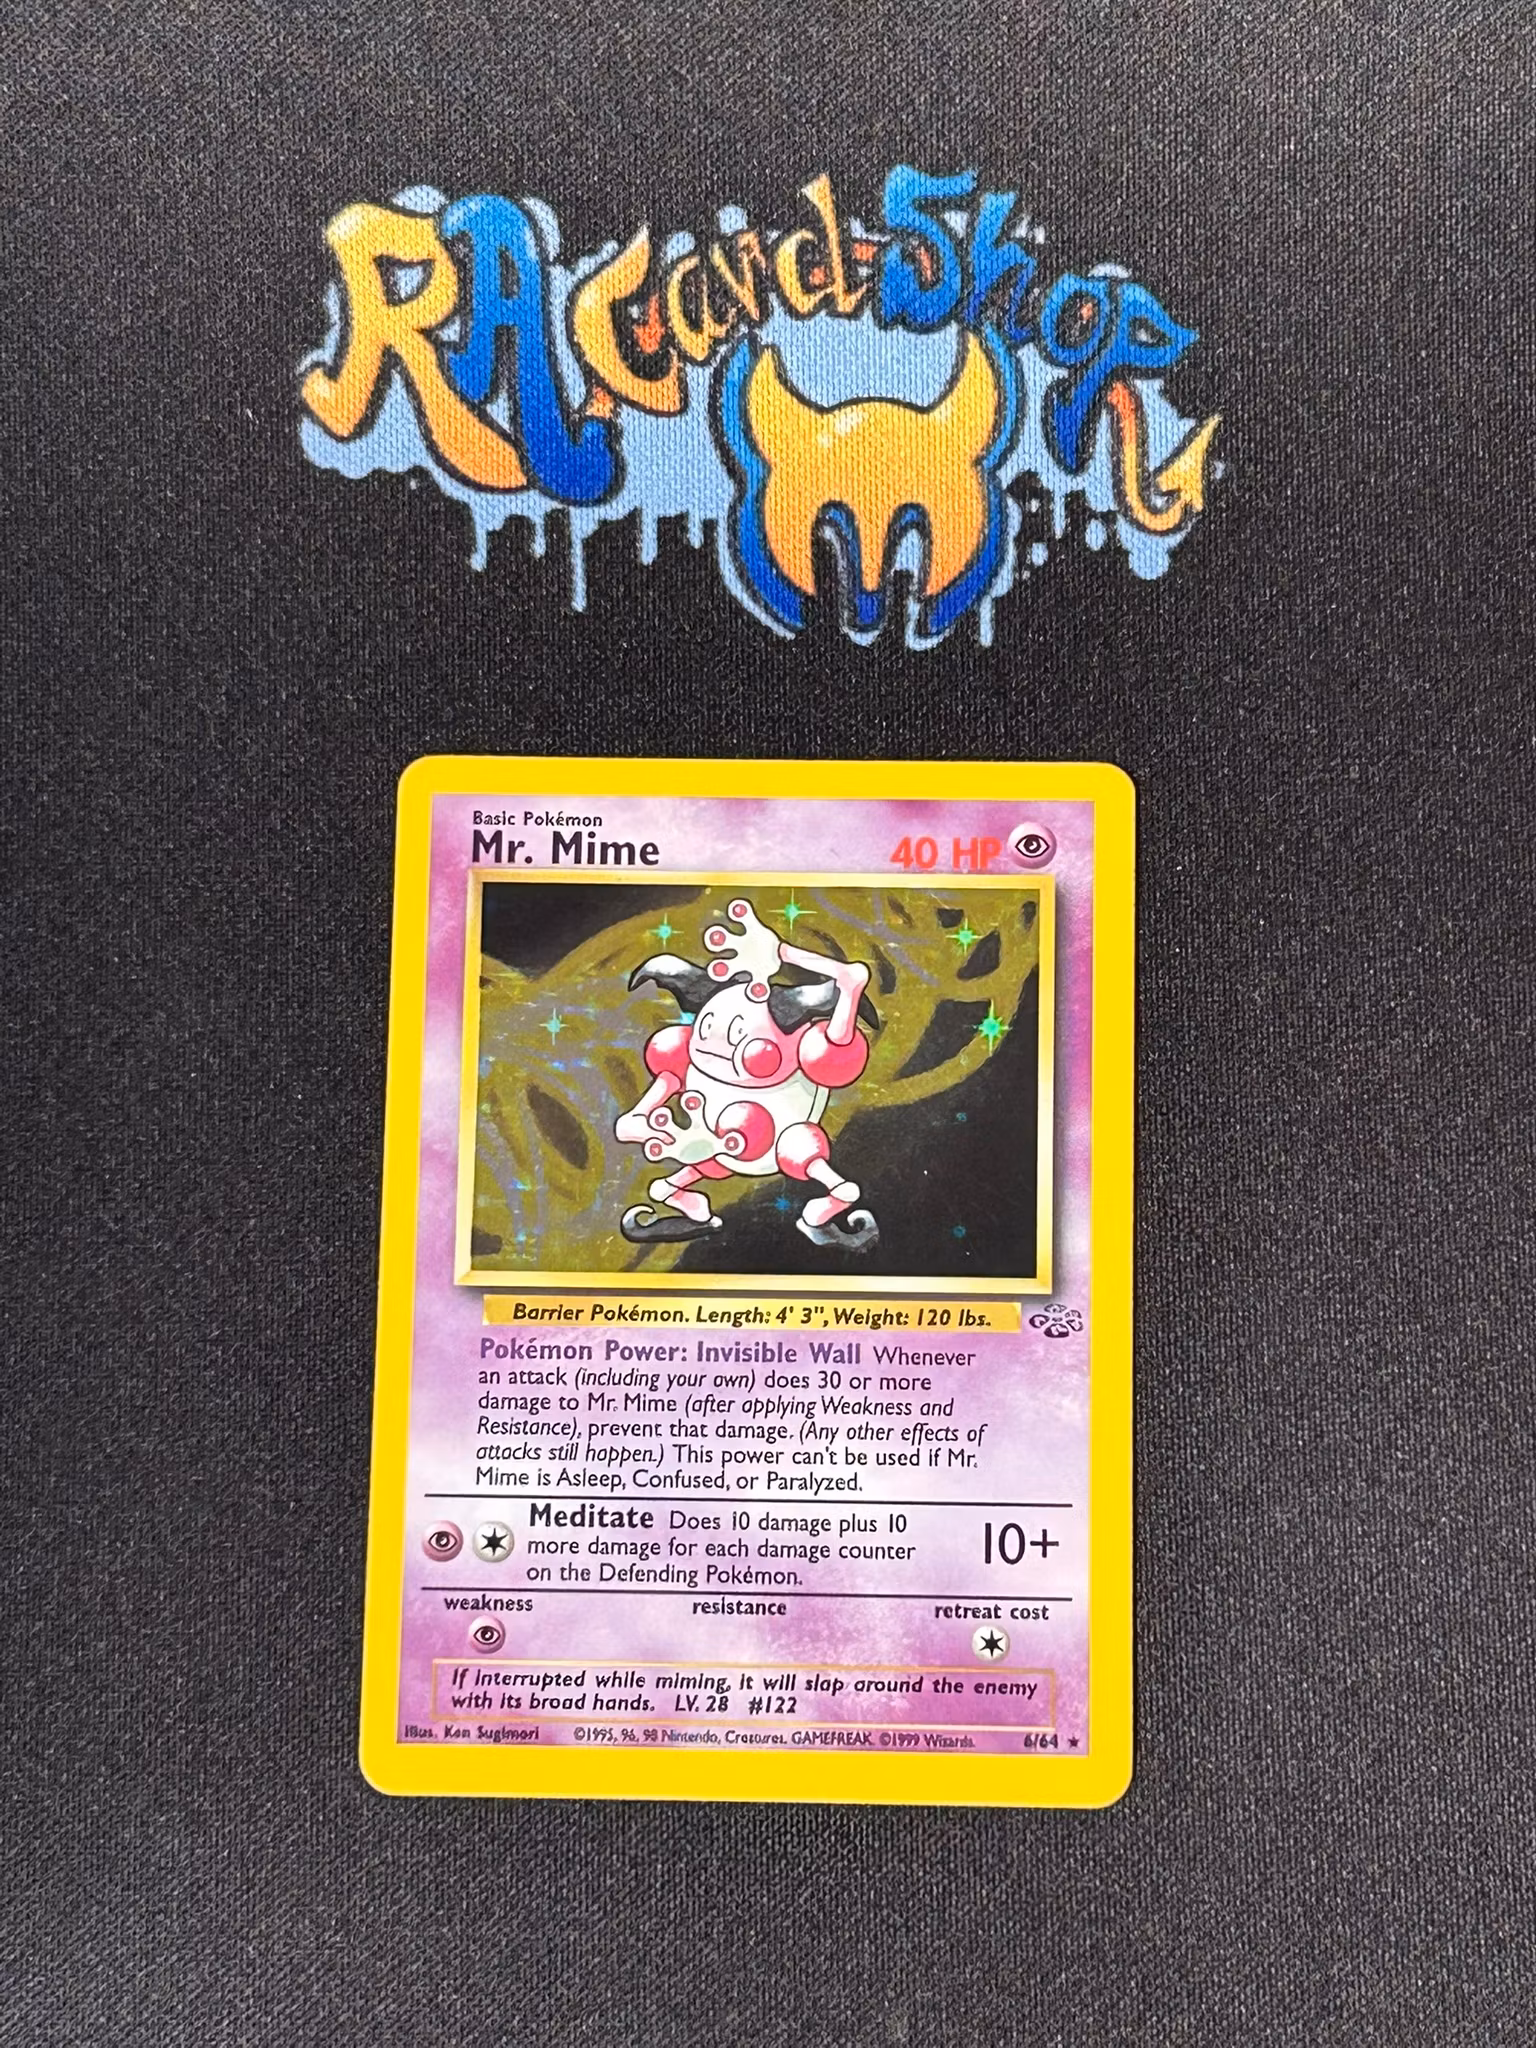 RA Card Shop
Basic Pokémon
Mr. Mime
40 HP
Barrier Pokémon. Length: 4' 3", Weight: 120 lbs.
Pokémon Power: Invisible Wall Whenever
an attack (including your own) does 30 or more
damage to Mr. Mime (after applying Weakness and
Resistance), prevent that damage. (Any other effects of
attacks still happen.) This power can't be used if Mr.
Mime is Asleep, Confused, or Paralyzed.
Meditate Does 10 damage plus 10
more damage for each damage counter
on the Defending Pokémon.
10+
weakness
resistance
retreat cost
If interrupted while miming, it will slap around the enemy
with its broad hands. LV. 28 #122
Illus. Ken Sugimori ©1995, 96, 98 Nintendo, Creatures, GAMEFREAK. ©1999 Wizards. 6/64 ★